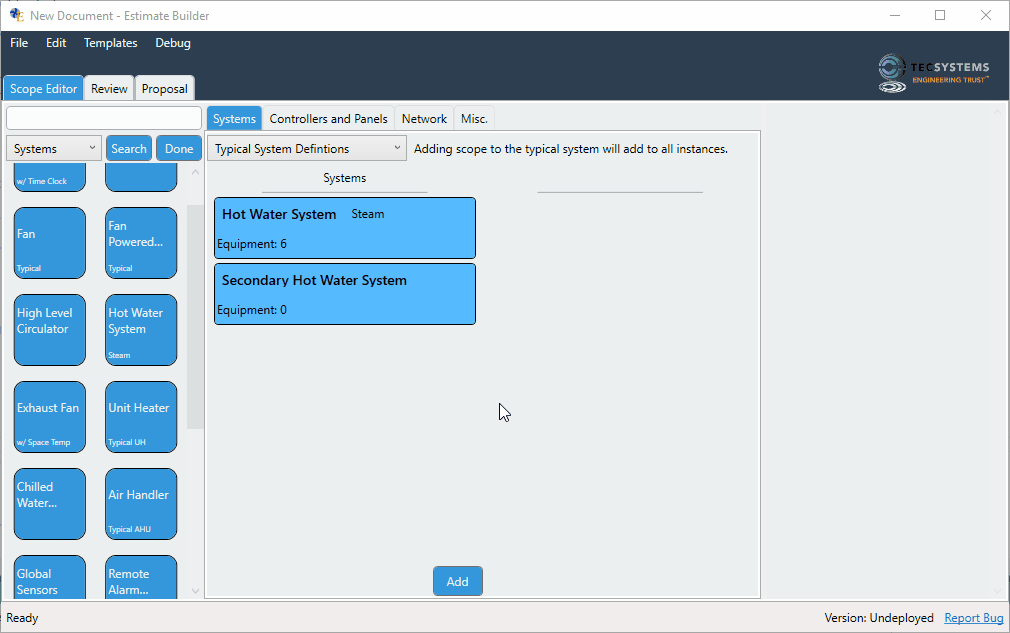 New Document - Estimate Builder
File Edit Templates Debug
TECSYSTEMS
ENGINEERING TRUST™
Scope Editor Review Proposal
Systems Controllers and Panels Network Misc.
Systems Search Done
Typical System Defintions Adding scope to the typical system will add to all instances.
w/ Time Clock
Systems
Hot Water System Steam
Equipment: 6
Secondary Hot Water System
Equipment: 0
Fan
Typical
Fan
Powered...
Typical
High Level
Circulator
Hot Water
System
Steam
Exhaust Fan
w/ Space Temp
Unit Heater
Typical UH
Chilled
Water...
Air Handler
Typical AHU
Global
Sensors
Remote
Alarm...
Add
Ready Version: Undeployed Report Bug